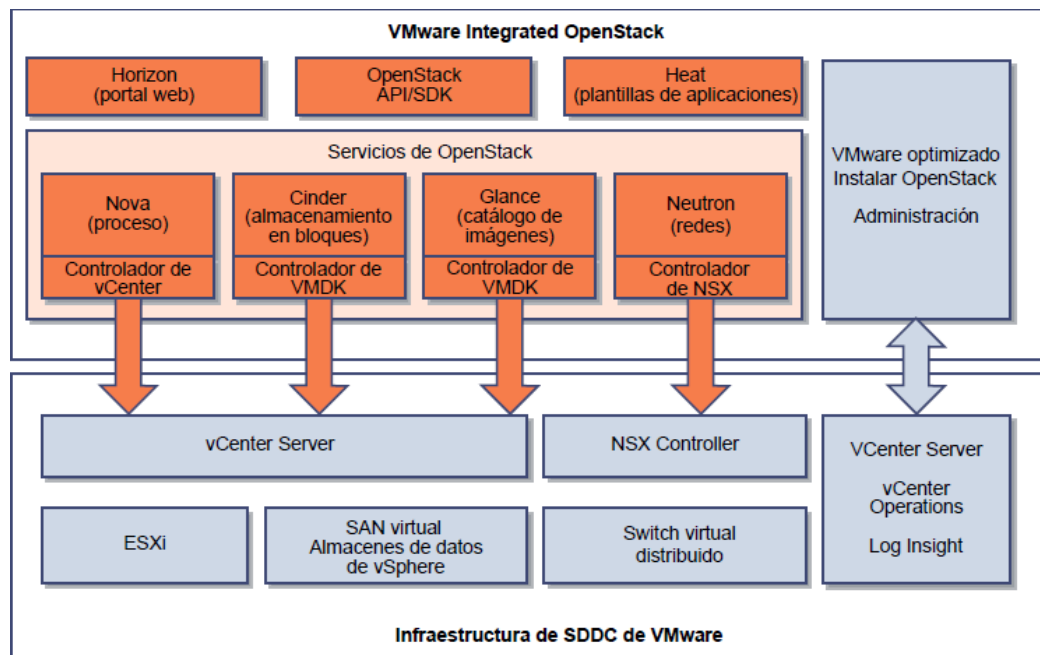 VMware Integrated OpenStack
Horizon
(portal web)
OpenStack
API/SDK
Heat
(plantillas de aplicaciones)
Servicios de OpenStack
Nova
(proceso)
Controlador de
vCenter
Cinder
(almacenamiento
en bloques)
Controlador de
VMDK
Glance
(catálogo de
imágenes)
Controlador de
VMDK
Neutron
(redes)
Controlador
de NSX
VMware optimizado
Instalar OpenStack
Administración
vCenter Server
NSX Controller
VCenter Server
vCenter
Operations
Log Insight
ESXi
SAN virtual
Almacenes de datos
de vSphere
Switch virtual
distribuido
Infraestructura de SDDC de VMware